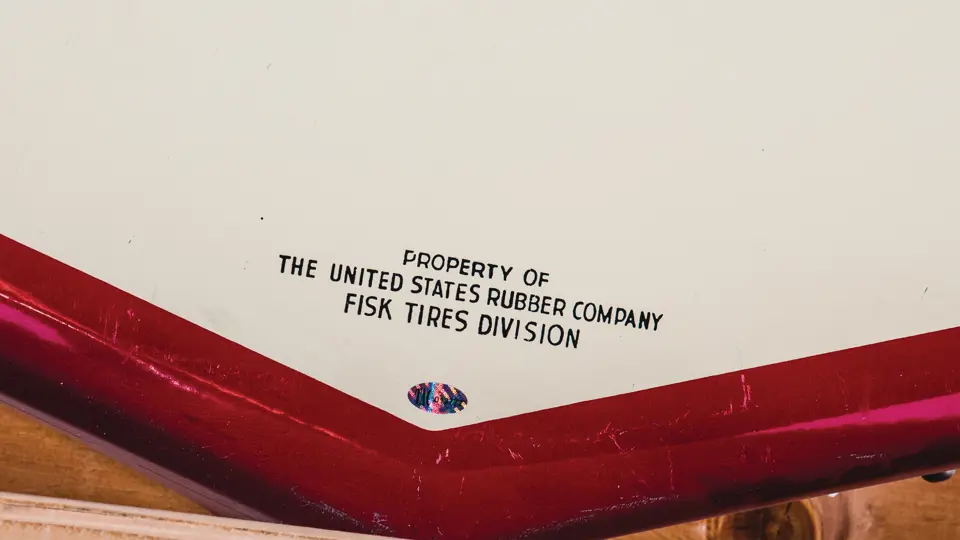 PROPERTY OF
THE UNITED STATES RUBBER COMPANY
FISK TIRES DIVISION